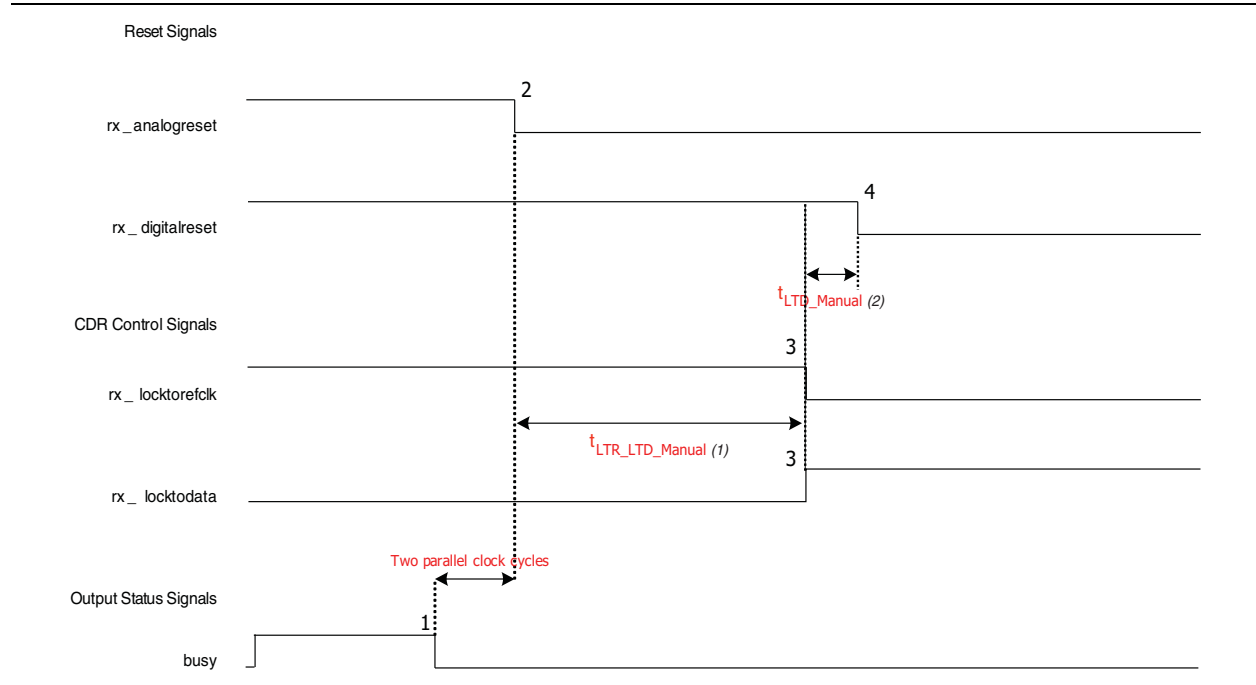 Reset Signals
2
rx _ analogreset
4
rx _ digitalreset
tLTD_Manual (2)
CDR Control Signals
3
rx _ locktorefclk
tLTR_LTD_Manual (1)
3
rx _ locktodata
Two parallel clock cycles
Output Status Signals
1
busy